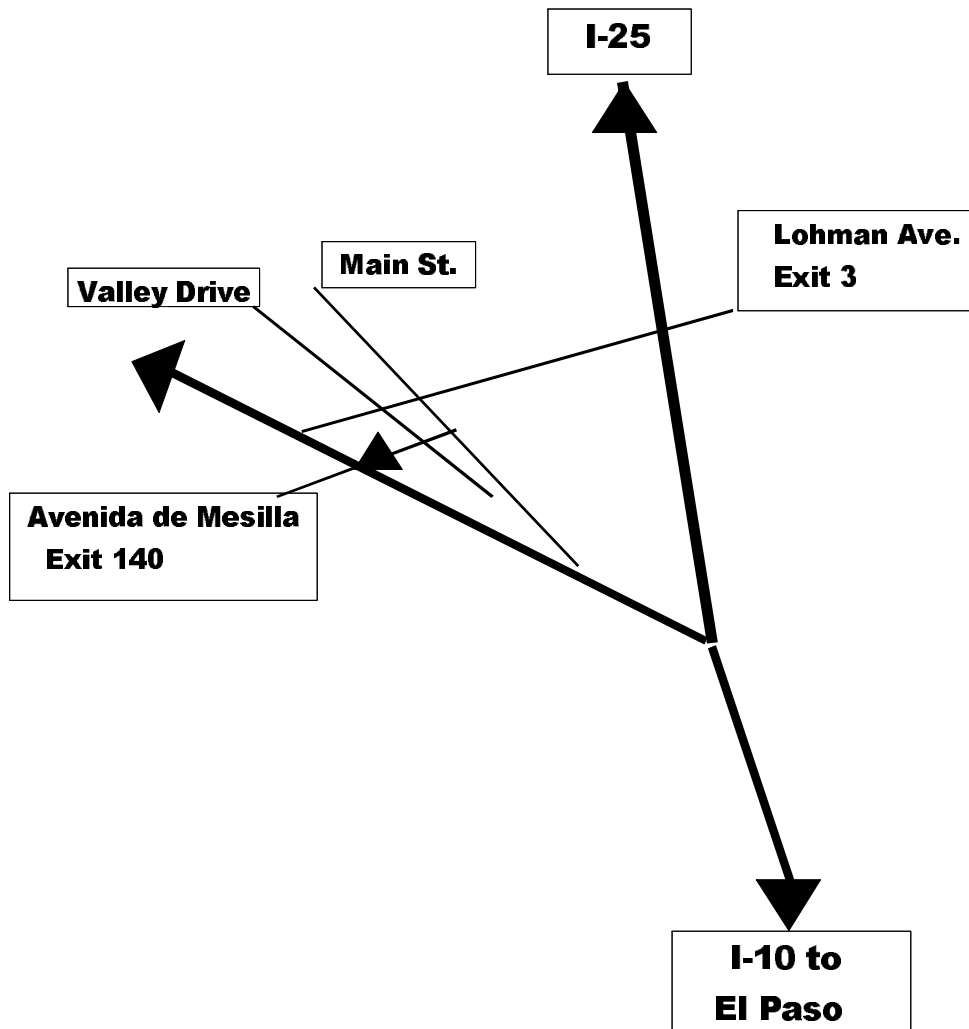 I-25
Lohman Ave.
Exit 3
Main St.
Valley Drive
Avenida de Mesilla
Exit 140
I-10 to
El Paso